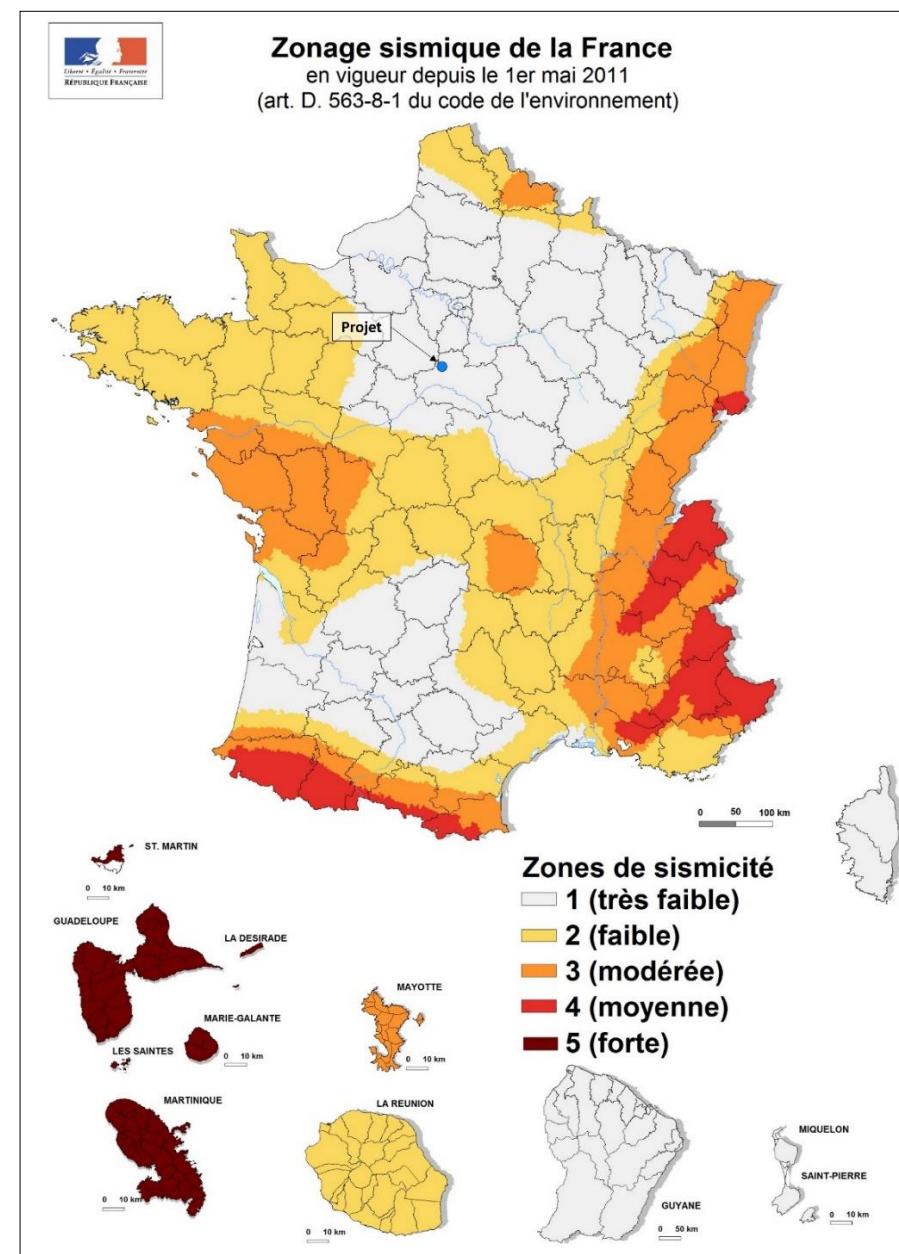 Liberté • Égalité • Fraternité
RÉPUBLIQUE FRANÇAISE
Zonage sismique de la France
en vigueur depuis le 1er mai 2011
(art. D. 563-8-1 du code de l'environnement)
Projet
0 50 100 km
ST. MARTIN
0 10 km
GUADELOUPE
LA DESIRADE
MARIE-GALANTE
0 10 km
LES SAINTES
MARTINIQUE
0 10 km
MAYOTTE
0 10 km
LA REUNION
0 10 km
Zones de sismicité
1 (très faible)
2 (faible)
3 (modérée)
4 (moyenne)
5 (forte)
GUYANE
0 50 km
MIQUELON
SAINT-PIERRE
0 10 km